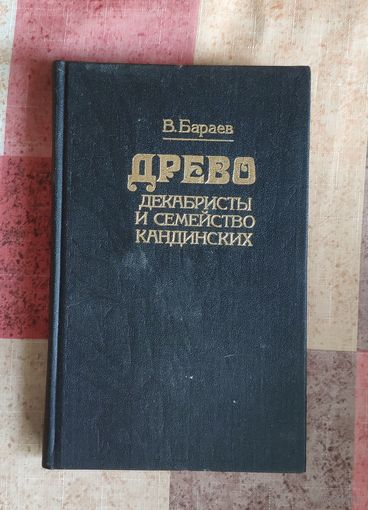 В. Бараев
ДРЕВО
ДЕКАБРИСТЫ
И СЕМЕЙСТВО
КАНДИНСКИХ